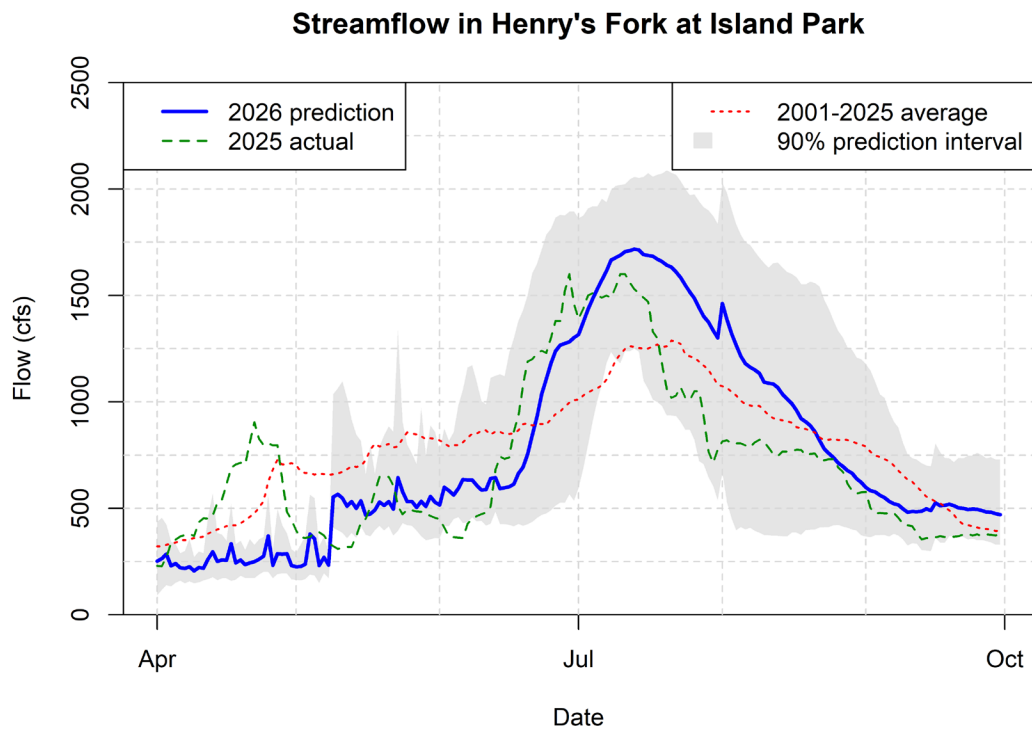 Streamflow in Henry's Fork at Island Park
2026 prediction
2025 actual
2001-2025 average
90% prediction interval
Flow (cfs)
2500
2000
1500
1000
500
0
Apr
Jul
Oct
Date